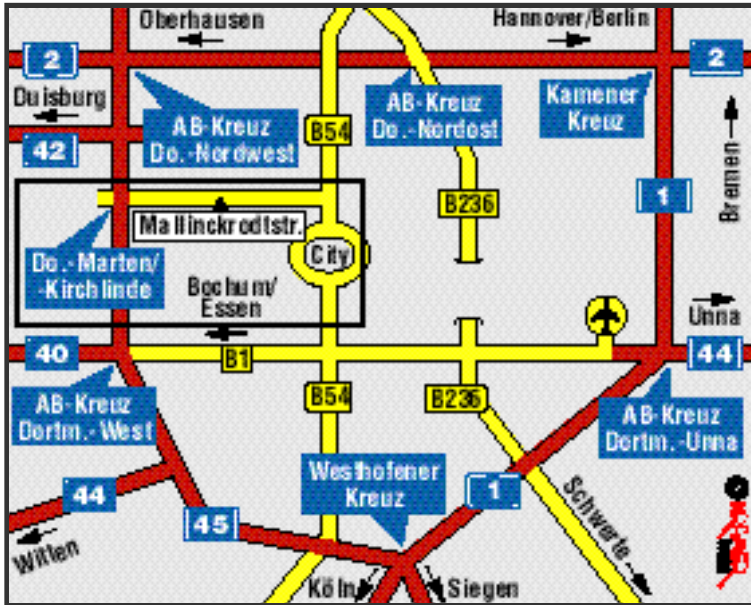 Oberhausen
Hannover/Berlin
2
2
Duisburg
AB-Kreuz
Do.-Nordwest
AB-Kreuz
Do.-Nordost
Kamener
Kreuz
42
B54
Bremen
1
B236
Mallinckrodtstr.
City
Do.-Marten/
-Kirchlinde
Bochum/
Essen
Unna
40
B1
44
B54
B236
AB-Kreuz
Dortm.-West
AB-Kreuz
Dortm.-Unna
Westhofener
Kreuz
44
1
45
Schwerte
Witten
Köln
Siegen